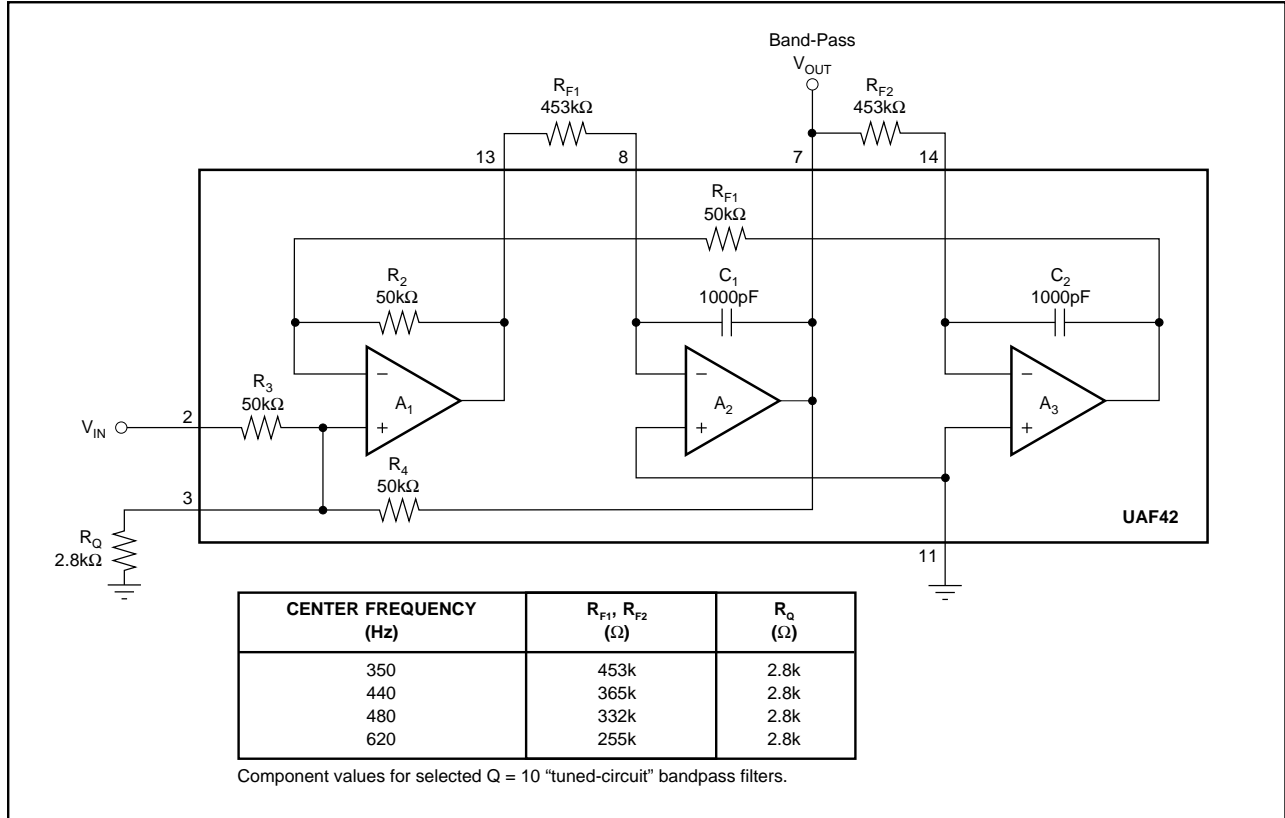 Band-Pass
V_OUT
R_F1
453kΩ
R_F2
453kΩ
13
8
7
14
R_F1
50kΩ
R_2
50kΩ
C_1
1000pF
C_2
1000pF
R_3
50kΩ
−
A_1
+
−
A_2
+
−
A_3
+
V_IN
2
R_4
50kΩ
3
UAF42
R_Q
2.8kΩ
11
CENTER FREQUENCY R_F1, R_F2 R_Q
(Hz) (Ω) (Ω)
350 453k 2.8k
440 365k 2.8k
480 332k 2.8k
620 255k 2.8k
Component values for selected Q = 10 “tuned-circuit” bandpass filters.